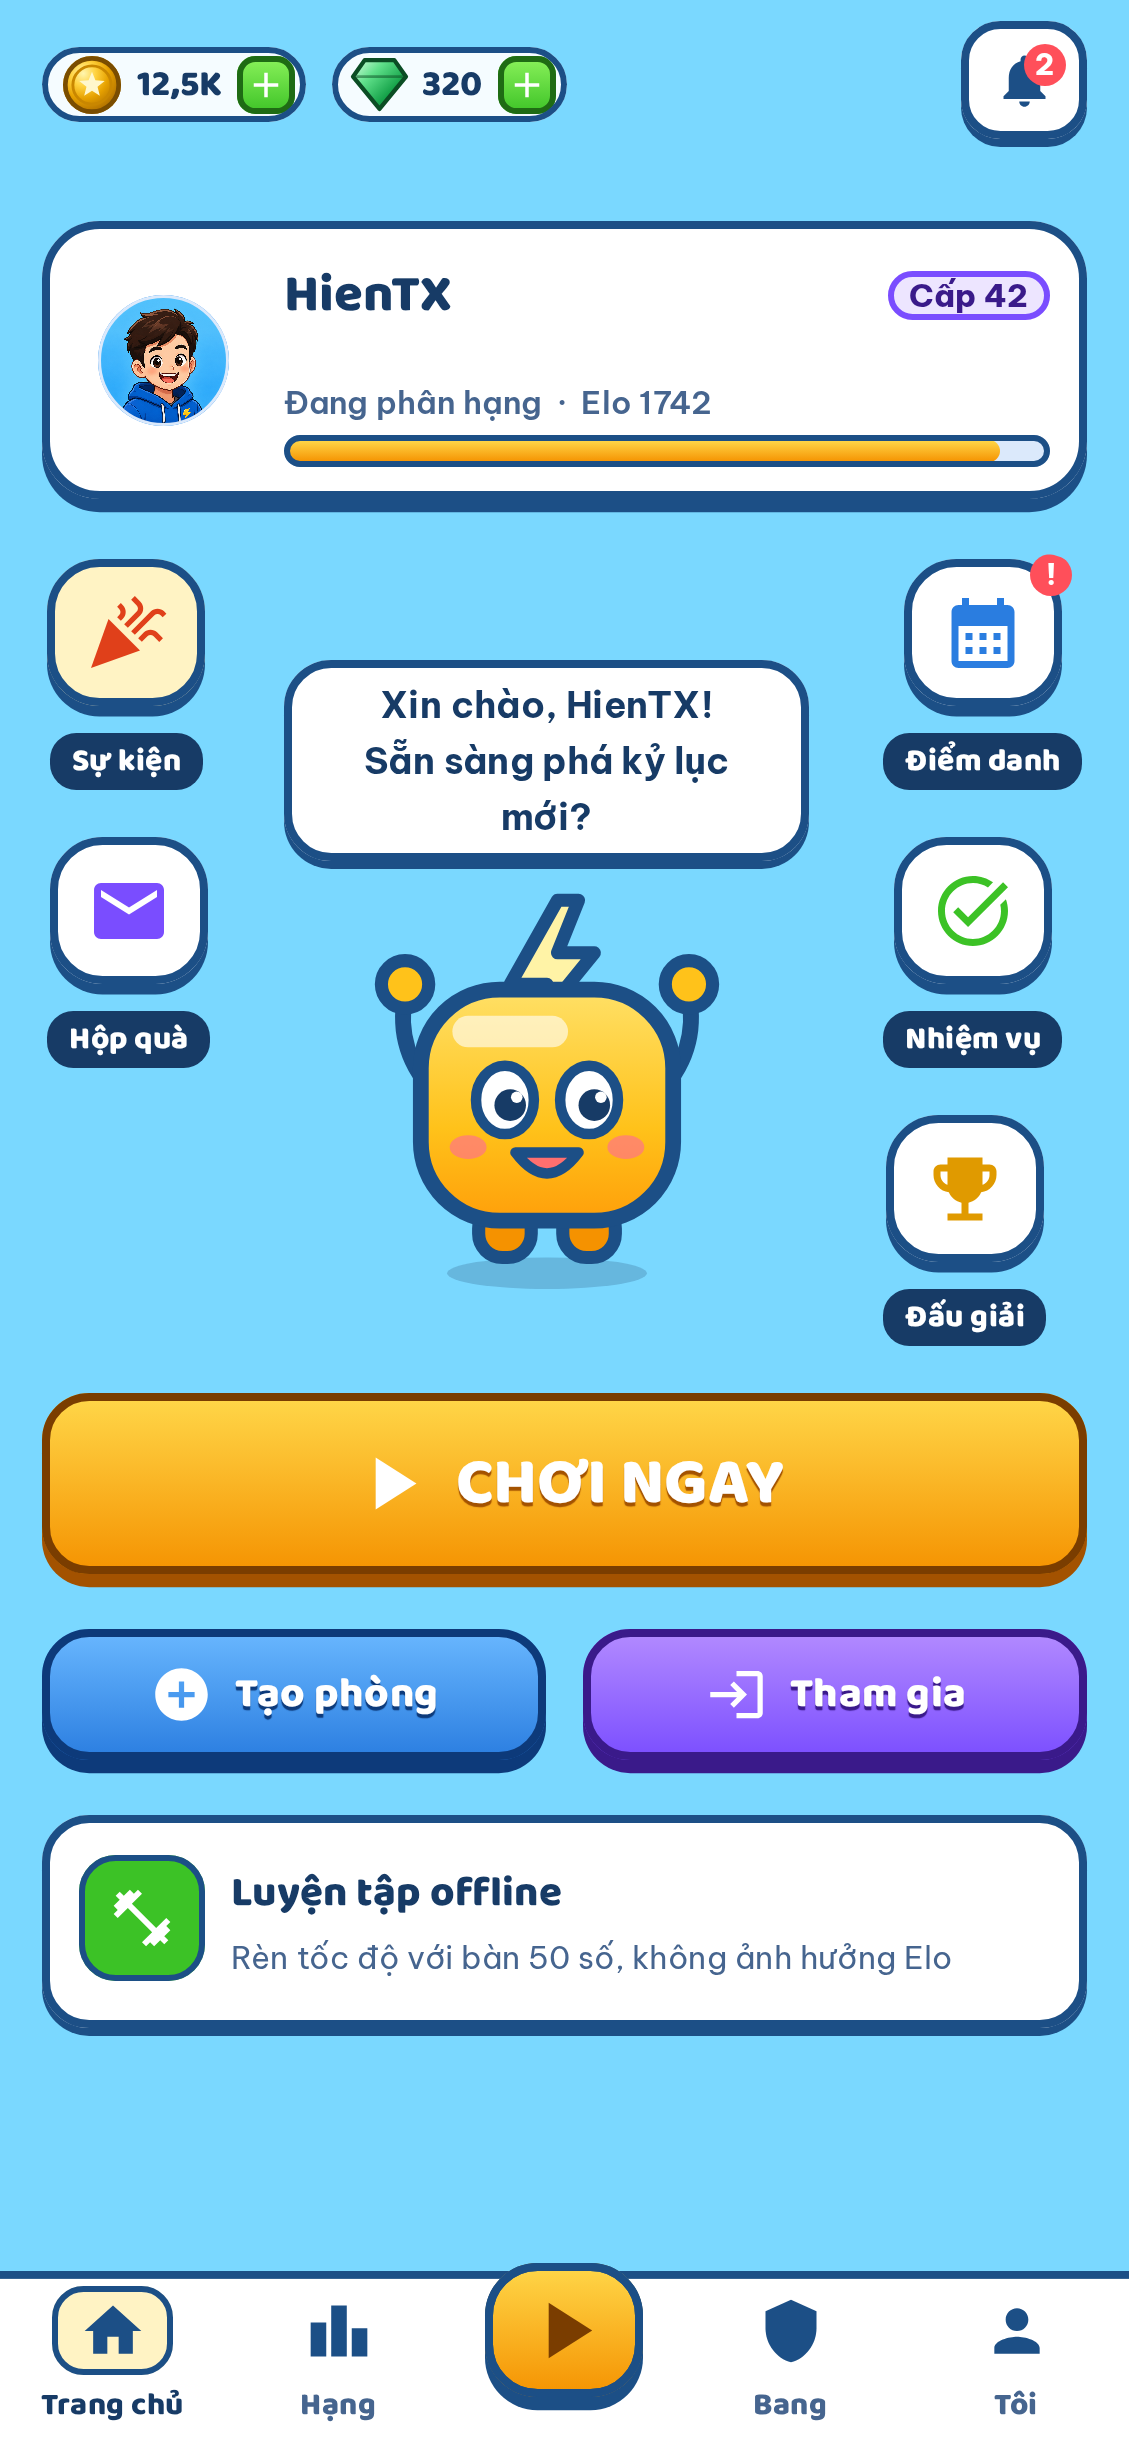 12,5K
320
2
HienTX
Cấp 42
Đang phân hạng · Elo 1742
!
Sự kiện
Xin chào, HienTX!
Sẵn sàng phá kỷ lục
mới?
Điểm danh
Hộp quà
Nhiệm vụ
Đấu giải
CHƠI NGAY
Tạo phòng
Tham gia
Luyện tập offline
Rèn tốc độ với bàn 50 số, không ảnh hưởng Elo
Trang chủ
Hạng
Bang
Tôi